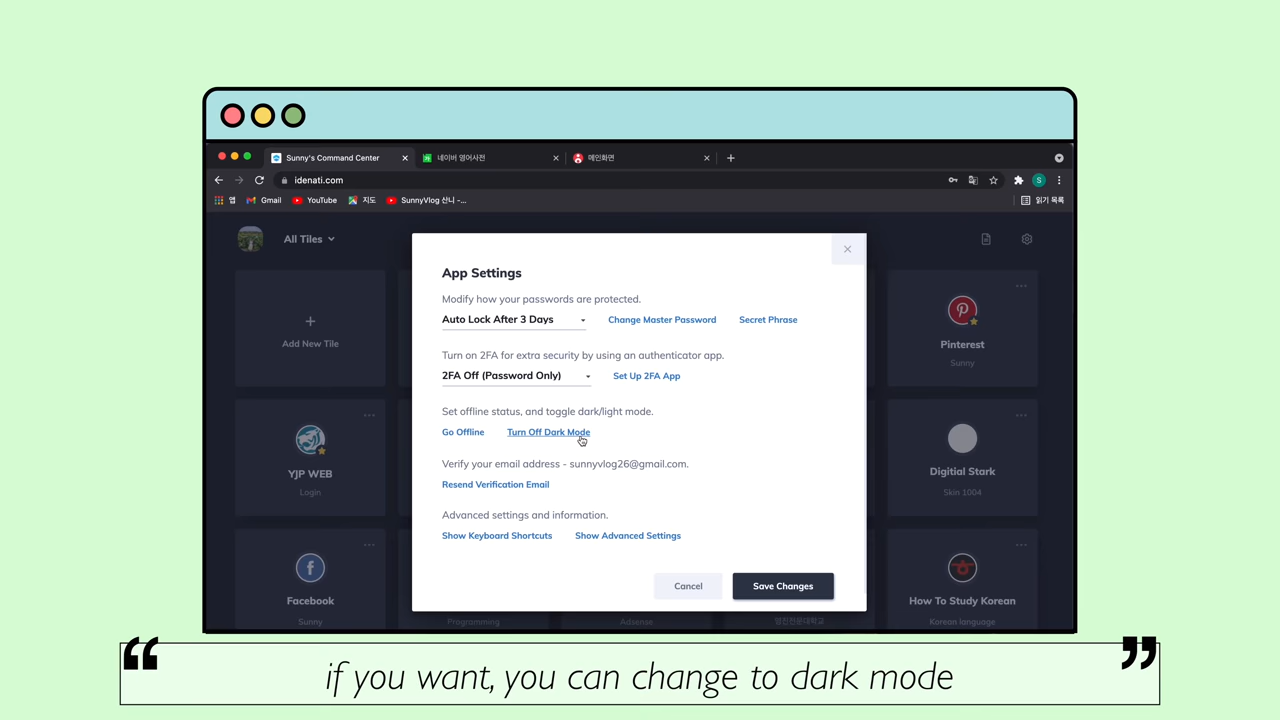 Sunny's Command Center
네이버 영어사전
메인화면
idenati.com
S
앱
Gmail
YouTube
지도
SunnyVlog 산니 -...
읽기 목록
All Tiles
App Settings
Modify how your passwords are protected.
Auto Lock After 3 Days
Change Master Password
Secret Phrase
Turn on 2FA for extra security by using an authenticator app.
2FA Off (Password Only)
Set Up 2FA App
Set offline status, and toggle dark/light mode.
Go Offline
Turn Off Dark Mode
Verify your email address - sunnyvlog26@gmail.com.
Resend Verification Email
Advanced settings and information.
Show Keyboard Shortcuts
Show Advanced Settings
Cancel
Save Changes
Add New Tile
Pinterest
Sunny
YJP WEB
Login
Digitial Stark
Skin 1004
Facebook
Sunny
Programming
Adsense
영진전문대학교
How To Study Korean
Korean language
“ if you want, you can change to dark mode ”